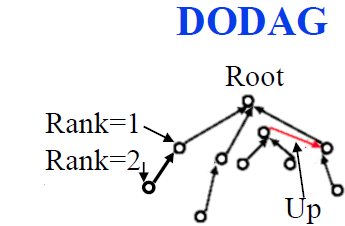 DODAG
Root
Rank=1
Rank=2
Up